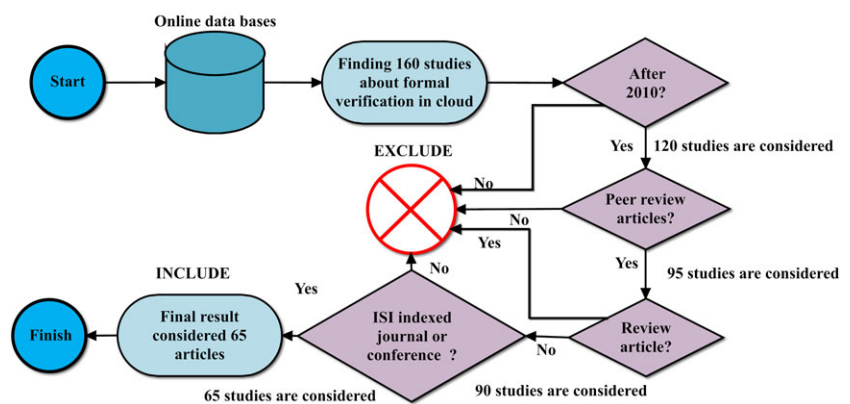 Online data bases
Start
Finding 160 studies
about formal
verification in cloud
After
2010?
Yes
120 studies are considered
EXCLUDE
No
Peer review
articles?
No
Yes
Yes
95 studies are considered
INCLUDE
Yes
No
ISI indexed
journal or
conference ?
Review
article?
No
Final result
considered 65
articles
Finish
65 studies are considered
90 studies are considered